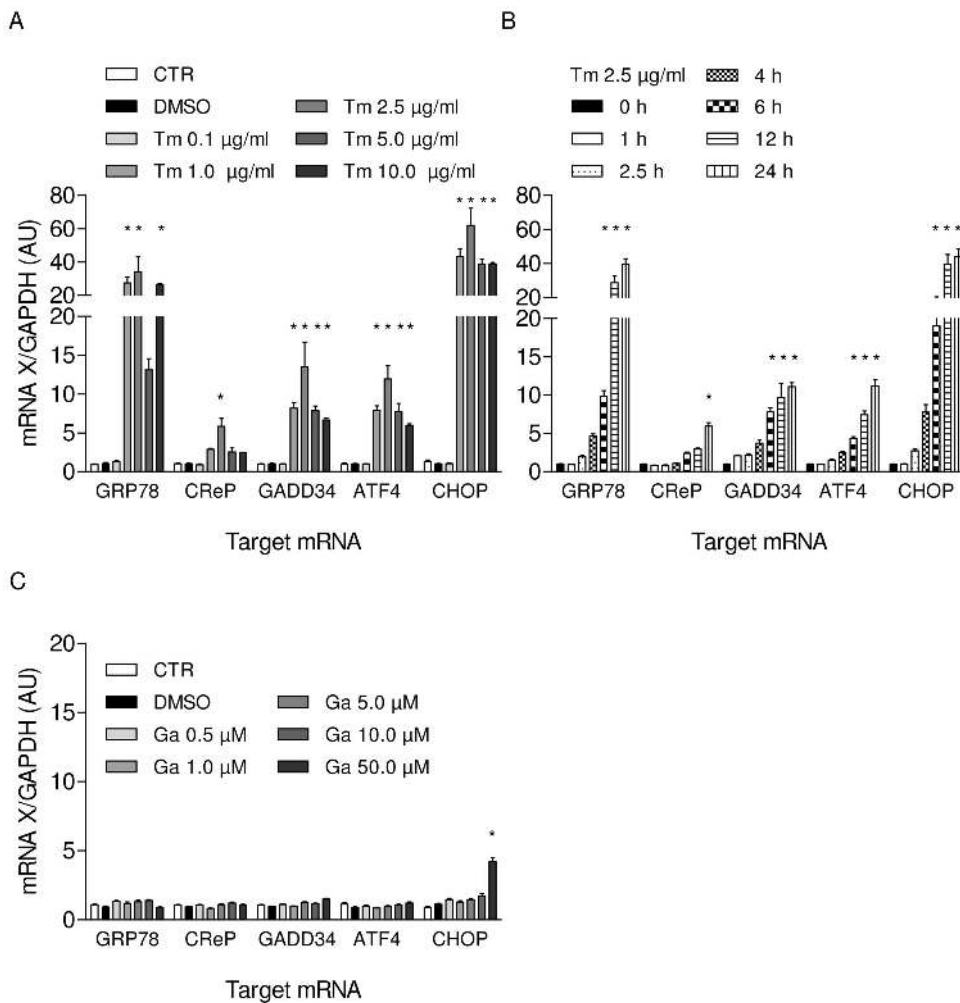 A
CTR
DMSO
Tm 0.1 µg/ml
Tm 1.0 µg/ml
Tm 2.5 µg/ml
Tm 5.0 µg/ml
Tm 10.0 µg/ml
mRNA X/GAPDH (AU)
80
60
40
20
20
15
10
5
0
* * *
*
* * * *
* * * *
* * * *
GRP78 CReP GADD34 ATF4 CHOP
Target mRNA
B
Tm 2.5 µg/ml
0 h
1 h
2.5 h
4 h
6 h
12 h
24 h
80
60
40
20
20
15
10
5
0
* * *
*
* * *
* * *
* * *
GRP78 CReP GADD34 ATF4 CHOP
Target mRNA
C
CTR
DMSO
Ga 0.5 µM
Ga 1.0 µM
Ga 5.0 µM
Ga 10.0 µM
Ga 50.0 µM
mRNA X/GAPDH (AU)
20
15
10
5
0
*
GRP78 CReP GADD34 ATF4 CHOP
Target mRNA